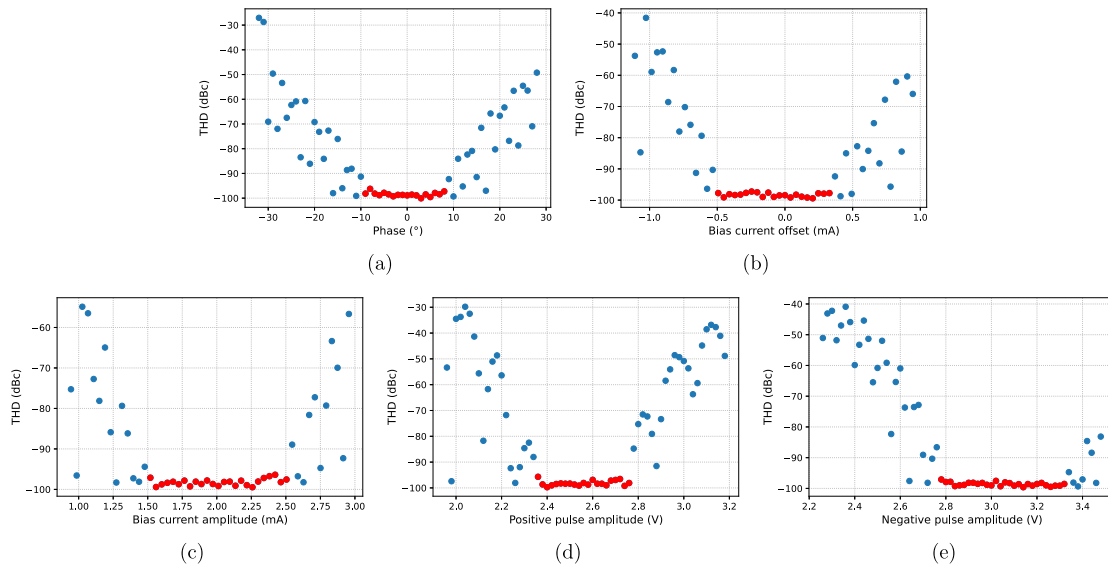 −30
−40
−50
−60
−70
−80
−90
−100
THD (dBc)
−30 −20 −10 0 10 20 30
Phase (°)
(a)
−40
−50
−60
−70
−80
−90
−100
THD (dBc)
−1.0 −0.5 0.0 0.5 1.0
Bias current offset (mA)
(b)
−60
−70
−80
−90
−100
THD (dBc)
1.00 1.25 1.50 1.75 2.00 2.25 2.50 2.75 3.00
Bias current amplitude (mA)
(c)
−30
−40
−50
−60
−70
−80
−90
−100
THD (dBc)
2.0 2.2 2.4 2.6 2.8 3.0 3.2
Positive pulse amplitude (V)
(d)
−40
−50
−60
−70
−80
−90
−100
THD (dBc)
2.2 2.4 2.6 2.8 3.0 3.2 3.4
Negative pulse amplitude (V)
(e)